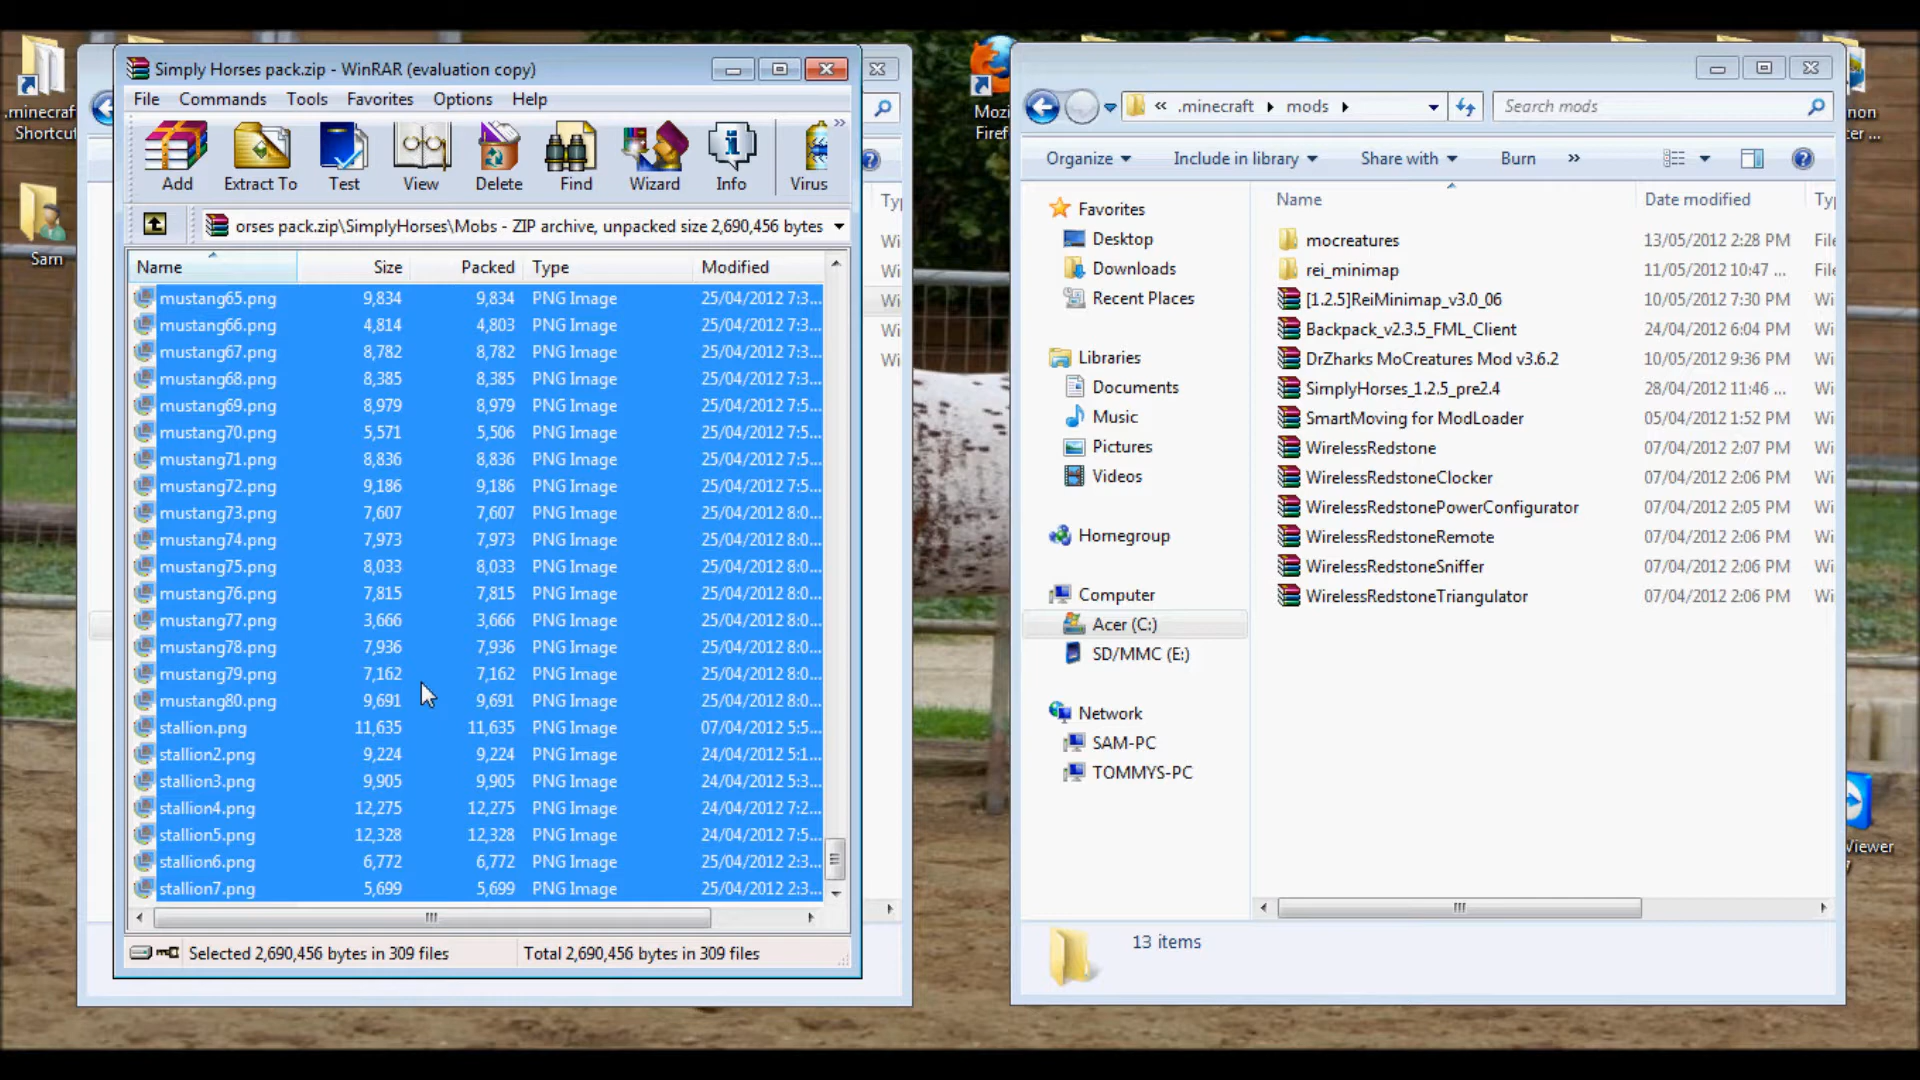 .minecraf
Shortcut
Sam
Simply Horses pack.zip - WinRAR (evaluation copy)
File Commands Tools Favorites Options Help
Add Extract To Test View Delete Find Wizard Info Virus
orses pack.zip\SimplyHorses\Mobs - ZIP archive, unpacked size 2,690,456 bytes
Name Size Packed Type Modified
mustang65.png 9,834 9,834 PNG Image 25/04/2012 7:3...
mustang66.png 4,814 4,803 PNG Image 25/04/2012 7:3...
mustang67.png 8,782 8,782 PNG Image 25/04/2012 7:3...
mustang68.png 8,385 8,385 PNG Image 25/04/2012 7:3...
mustang69.png 8,979 8,979 PNG Image 25/04/2012 7:5...
mustang70.png 5,571 5,506 PNG Image 25/04/2012 7:5...
mustang71.png 8,836 8,836 PNG Image 25/04/2012 7:5...
mustang72.png 9,186 9,186 PNG Image 25/04/2012 7:5...
mustang73.png 7,607 7,607 PNG Image 25/04/2012 8:0...
mustang74.png 7,973 7,973 PNG Image 25/04/2012 8:0...
mustang75.png 8,033 8,033 PNG Image 25/04/2012 8:0...
mustang76.png 7,815 7,815 PNG Image 25/04/2012 8:0...
mustang77.png 3,666 3,666 PNG Image 25/04/2012 8:0...
mustang78.png 7,936 7,936 PNG Image 25/04/2012 8:0...
mustang79.png 7,162 7,162 PNG Image 25/04/2012 8:0...
mustang80.png 9,691 9,691 PNG Image 25/04/2012 8:0...
stallion.png 11,635 11,635 PNG Image 07/04/2012 5:5...
stallion2.png 9,224 9,224 PNG Image 24/04/2012 5:1...
stallion3.png 9,905 9,905 PNG Image 24/04/2012 5:3...
stallion4.png 12,275 12,275 PNG Image 24/04/2012 7:2...
stallion5.png 12,328 12,328 PNG Image 24/04/2012 7:5...
stallion6.png 6,772 6,772 PNG Image 25/04/2012 2:3...
stallion7.png 5,699 5,699 PNG Image 25/04/2012 2:3...
Selected 2,690,456 bytes in 309 files Total 2,690,456 bytes in 309 files
Ty
Wi
Wi
Wi
Wi
Wi
Mozi
Firef
« .minecraft mods Search mods
Organize Include in library Share with Burn »
Favorites
Desktop
Downloads
Recent Places
Libraries
Documents
Music
Pictures
Videos
Homegroup
Computer
Acer (C:)
SD/MMC (E:)
Network
SAM-PC
TOMMYS-PC
Name Date modified Typ
mocreatures 13/05/2012 2:28 PM File
rei_minimap 11/05/2012 10:47 ... File
[1.2.5]ReiMinimap_v3.0_06 10/05/2012 7:30 PM Wi
Backpack_v2.3.5_FML_Client 24/04/2012 6:04 PM Wi
DrZharks MoCreatures Mod v3.6.2 10/05/2012 9:36 PM Wi
SimplyHorses_1.2.5_pre2.4 28/04/2012 11:46 ... Wi
SmartMoving for ModLoader 05/04/2012 1:52 PM Wi
WirelessRedstone 07/04/2012 2:07 PM Wi
WirelessRedstoneClocker 07/04/2012 2:06 PM Wi
WirelessRedstonePowerConfigurator 07/04/2012 2:05 PM Wi
WirelessRedstoneRemote 07/04/2012 2:06 PM Wi
WirelessRedstoneSniffer 07/04/2012 2:06 PM Wi
WirelessRedstoneTriangulator 07/04/2012 2:06 PM Wi
13 items
non
ter ...
Viewer
7